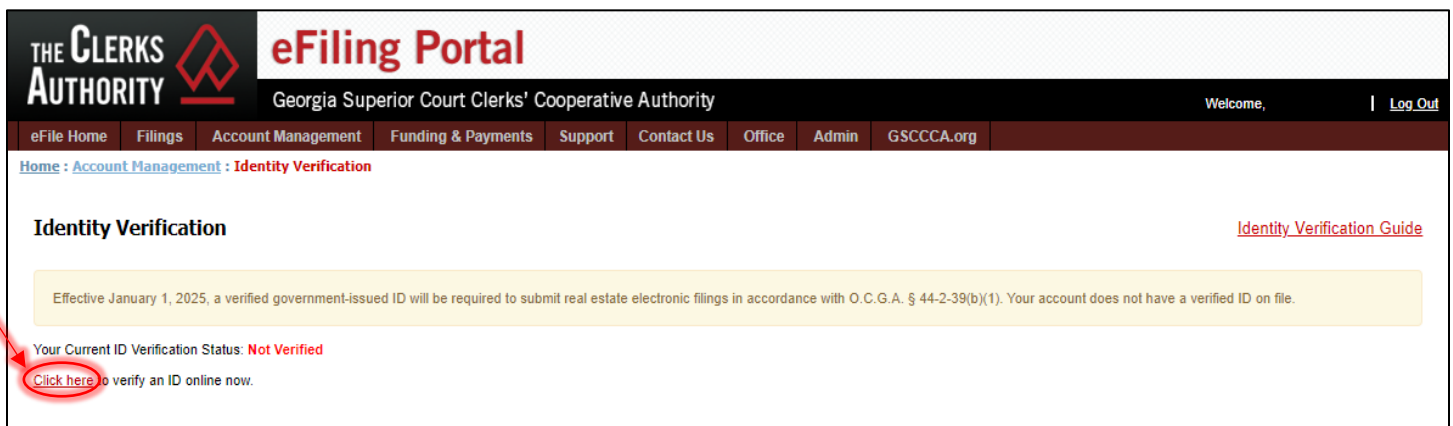 THE CLERKS
AUTHORITY
eFiling Portal
Georgia Superior Court Clerks' Cooperative Authority
Welcome, | Log Out
eFile Home Filings Account Management Funding & Payments Support Contact Us Office Admin GSCCCA.org
Home : Account Management : Identity Verification
Identity Verification
Identity Verification Guide
Effective January 1, 2025, a verified government-issued ID will be required to submit real estate electronic filings in accordance with O.C.G.A. § 44-2-39(b)(1). Your account does not have a verified ID on file.
Your Current ID Verification Status: Not Verified
Click here to verify an ID online now.